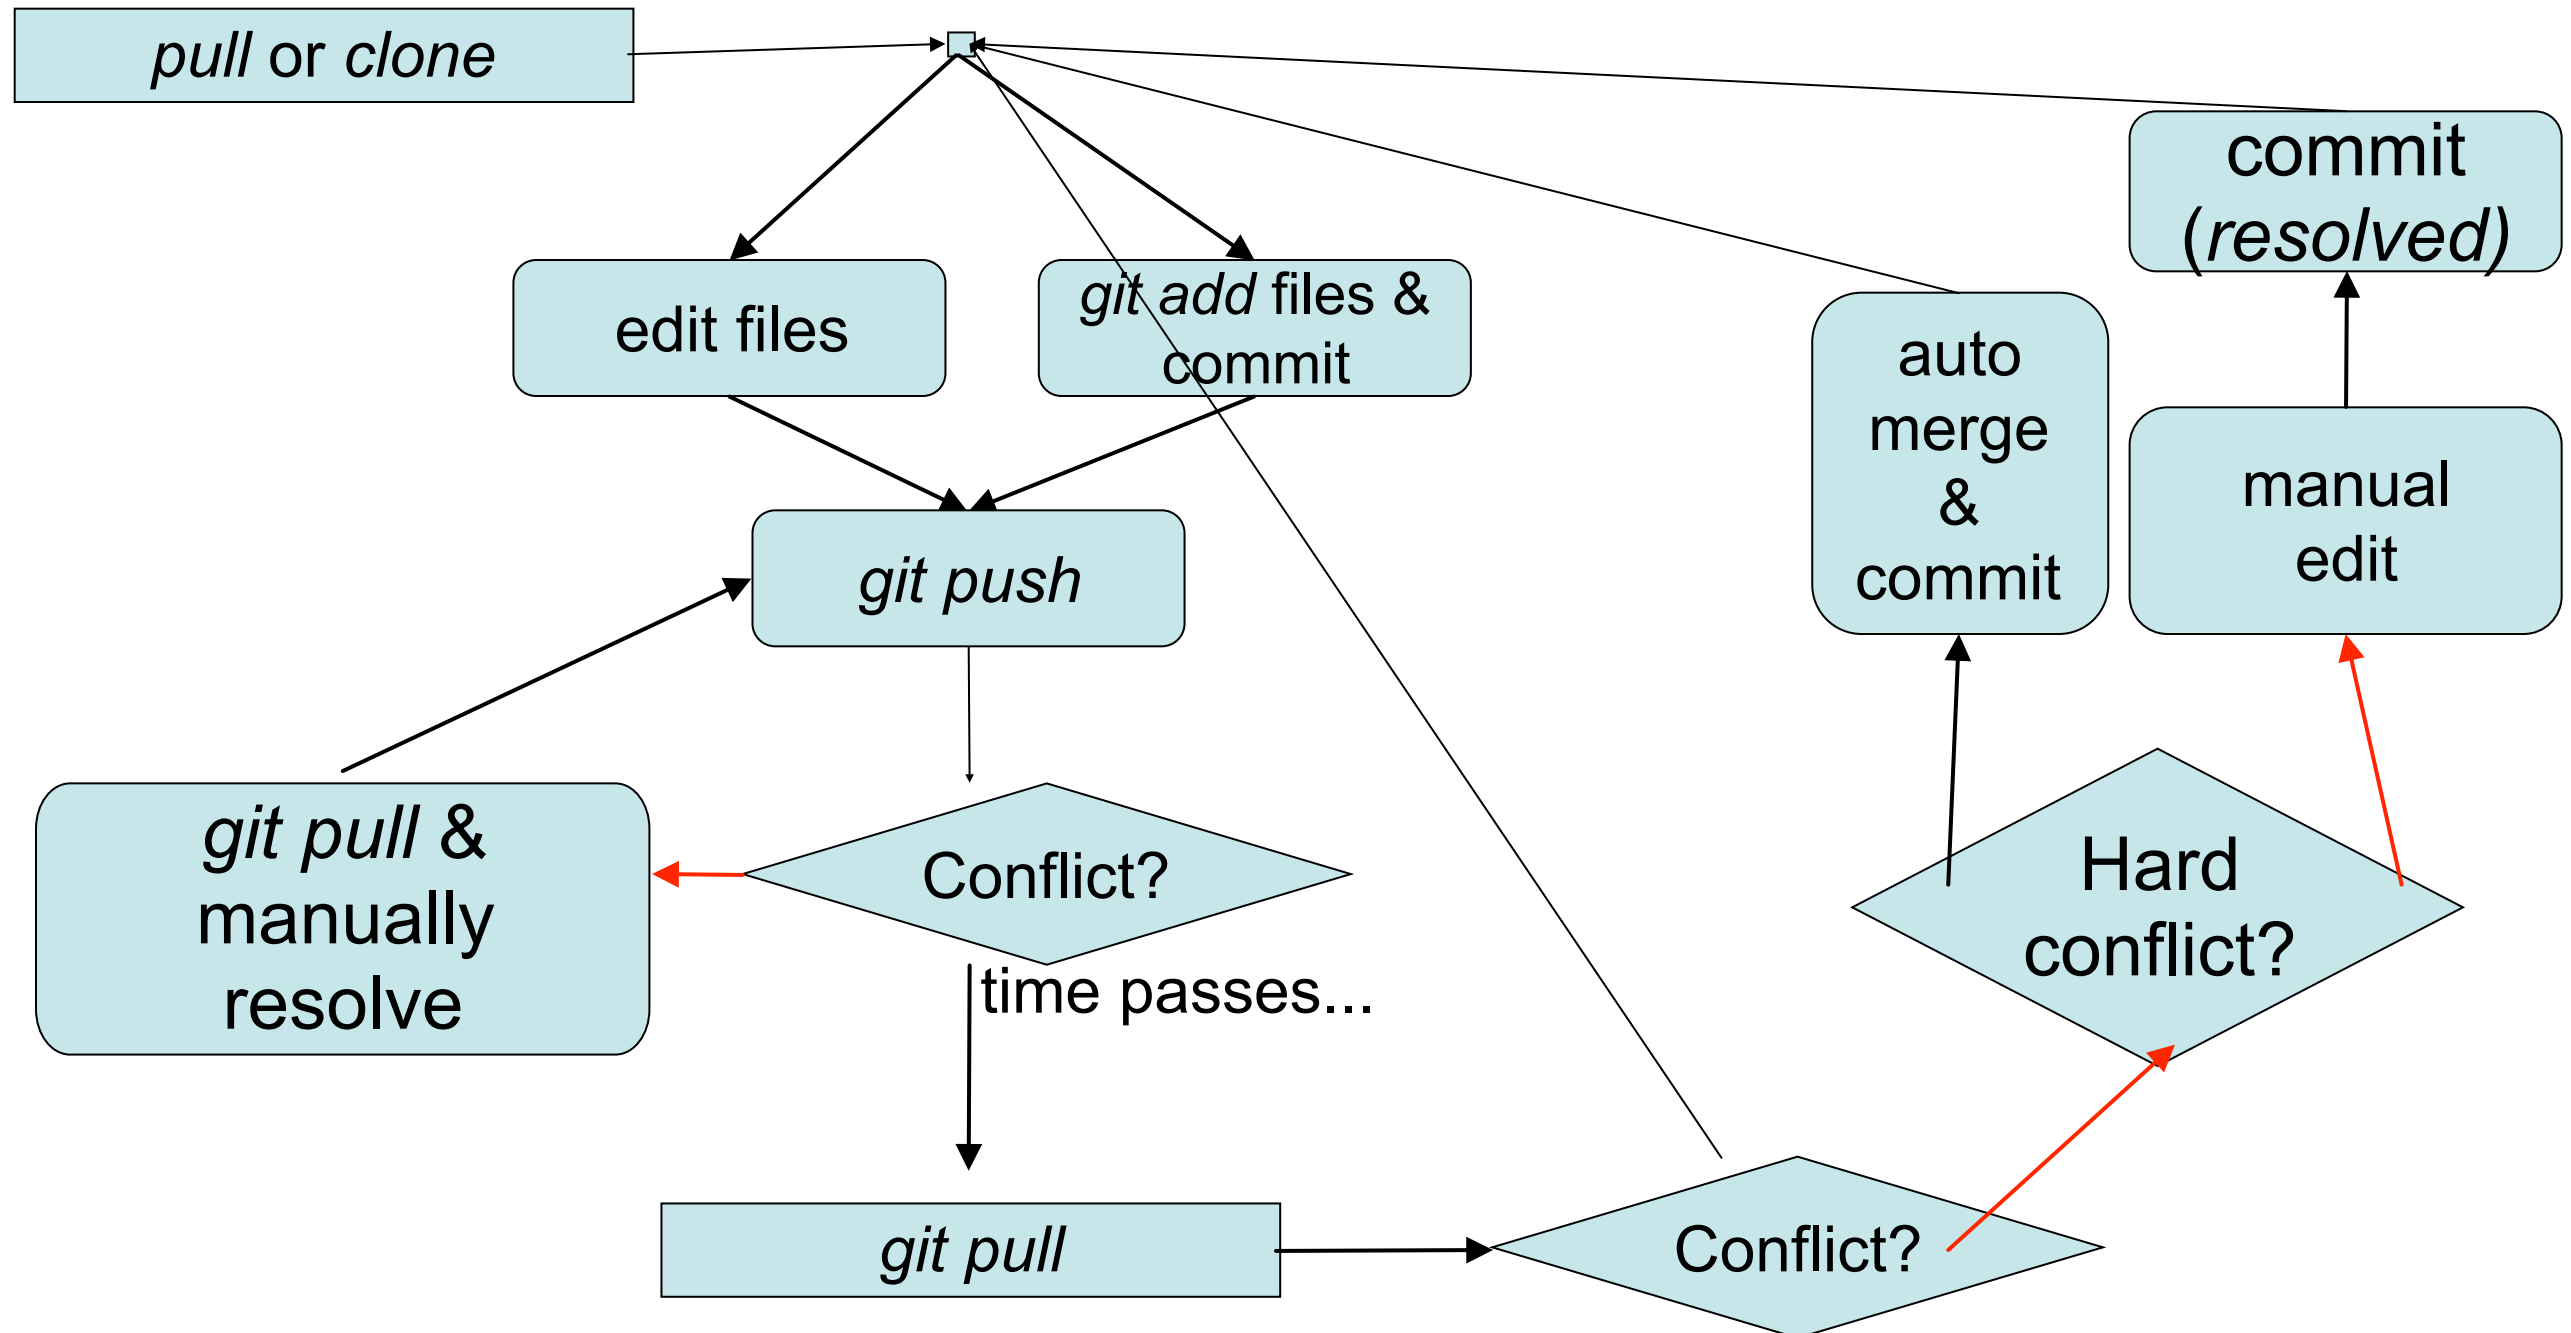 pull or clone
commit
(resolved)
edit files
git add files &
commit
auto
merge
&
commit
manual
edit
git push
git pull &
manually
resolve
Conflict?
Hard
conflict?
time passes...
git pull
Conflict?